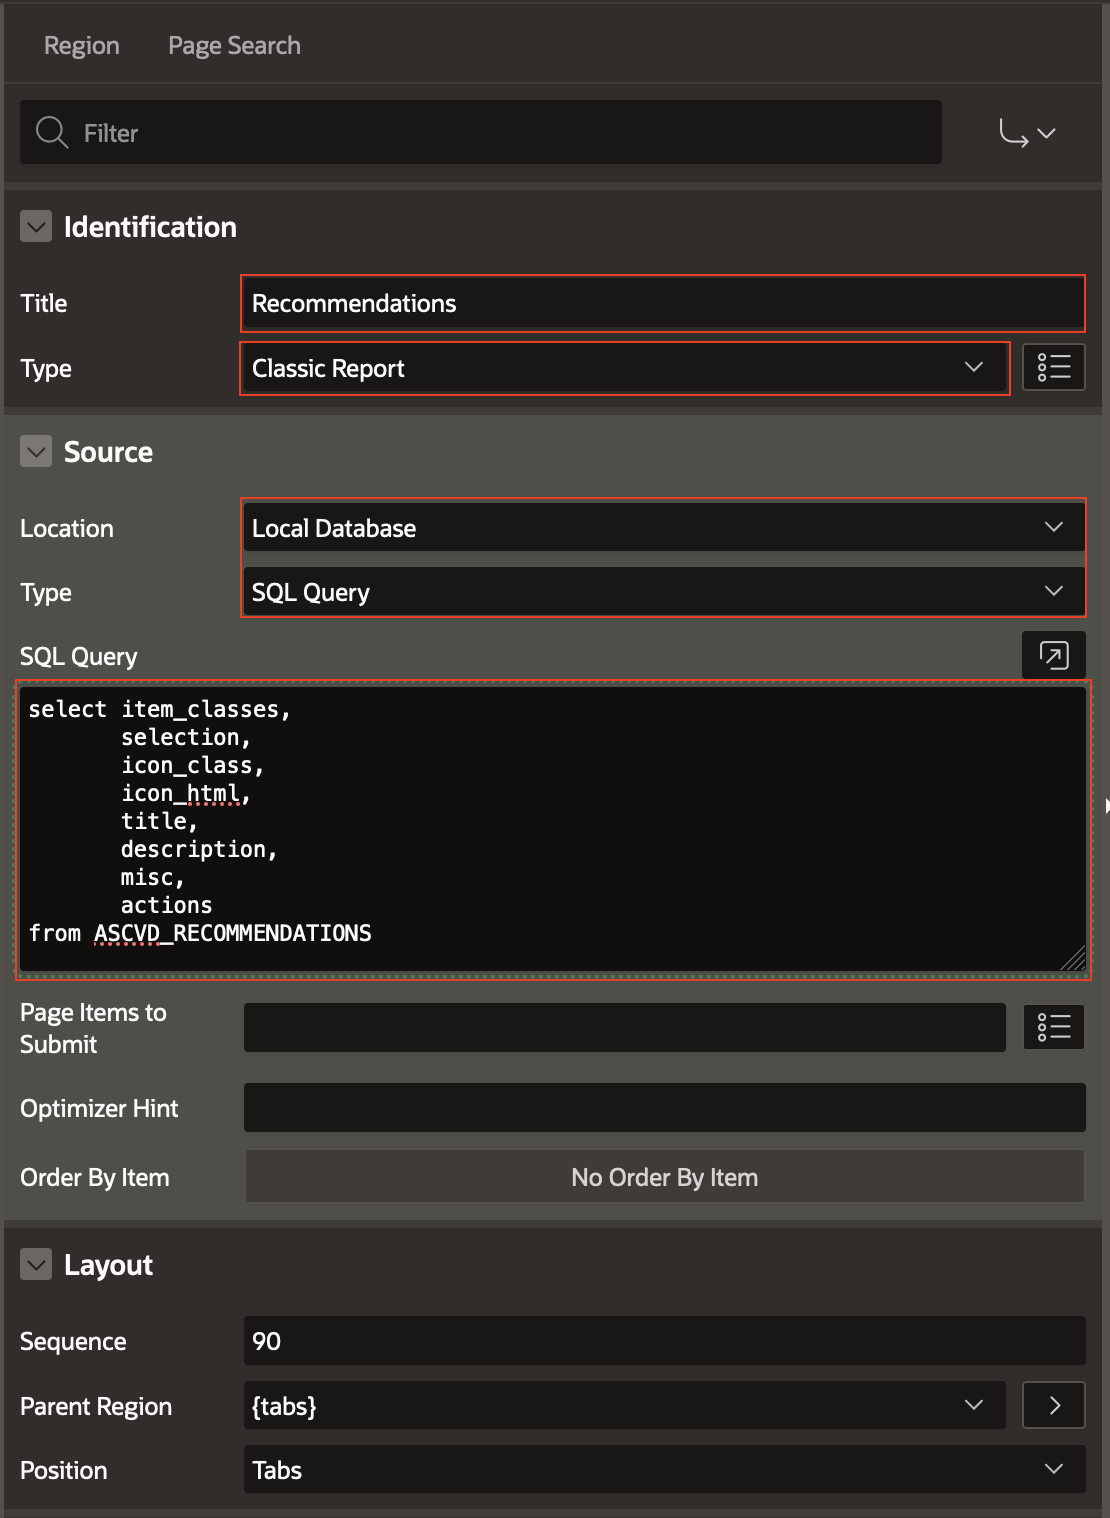 Region Page Search
Filter
Identification
Title Recommendations
Type Classic Report
Source
Location Local Database
Type SQL Query
SQL Query
select item_classes,
       selection,
       icon_class,
       icon_html,
       title,
       description,
       misc,
       actions
from ASCVD_RECOMMENDATIONS
Page Items to
Submit
Optimizer Hint
Order By Item No Order By Item
Layout
Sequence 90
Parent Region {tabs}
Position Tabs